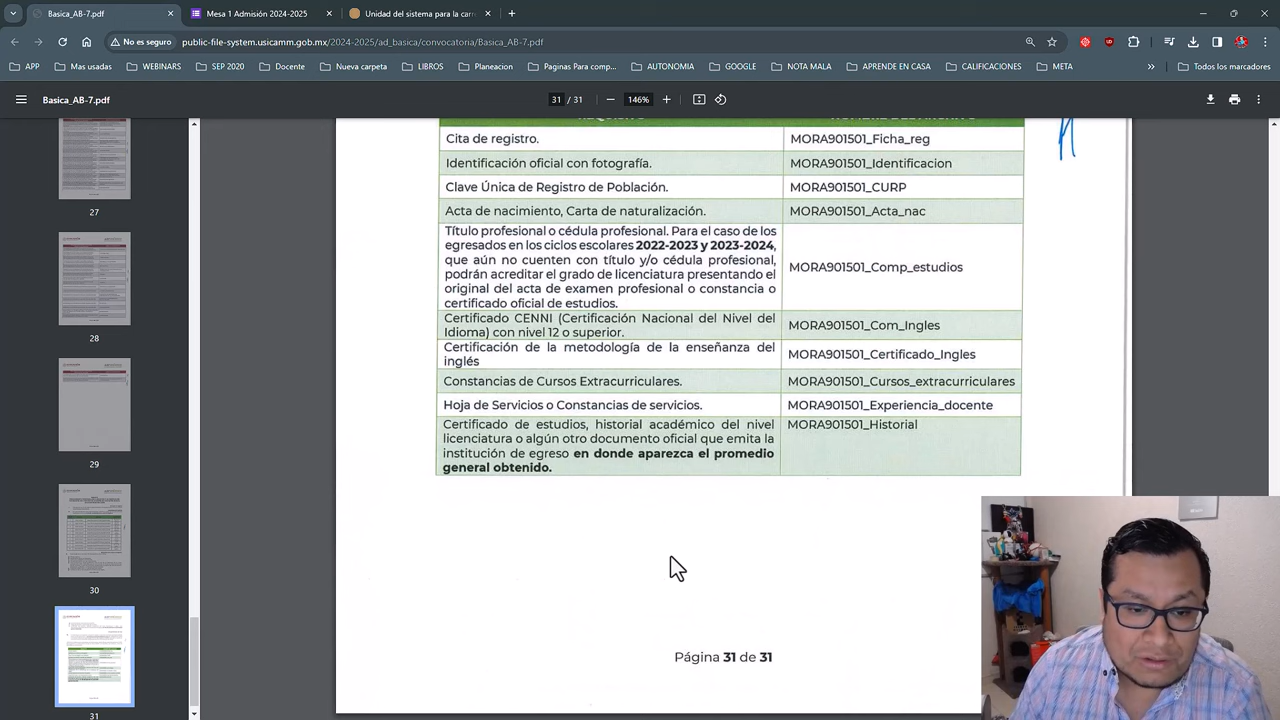 Basica_AB-7.pdf
Mesa 1 Admisión 2024-2025
Unidad del sistema para la carr
No es seguro
public-file-system.usicamm.gob.mx/2024-2025/ad_basica/convocatoria/Basica_AB-7.pdf
APP
Mas usadas
WEBINARS
SEP 2020
Docente
Nueva carpeta
LIBROS
Planeacion
Paginas Para comp...
AUTONOMIA
GOOGLE
NOTA MALA
APRENDE EN CASA
CALIFICACIONES
META
Todos los marcadores
Basica_AB-7.pdf
31 / 31
146%
27
28
29
30
31
Cita de registro.
MORA901501_Ficha_reg
Identificación oficial con fotografía.
MORA901501_Identificacion
Clave Única de Registro de Población.
MORA901501_CURP
Acta de nacimiento, Carta de naturalización.
MORA901501_Acta_nac
Título profesional o cédula profesional. Para el caso de los
egresados en los ciclos escolares 2022-2023 y 2023-2024,
que aún no cuenten con título y/o cédula profesional,
podrán acreditar el grado de licenciatura presentando el
original del acta de examen profesional o constancia o
certificado oficial de estudios.
MORA901501_Comp_estudios
Certificado CENNI (Certificación Nacional del Nivel del
Idioma) con nivel 12 o superior.
MORA901501_Com_Ingles
Certificación de la metodología de la enseñanza del
inglés
MORA901501_Certificado_Ingles
Constancias de Cursos Extracurriculares.
MORA901501_Cursos_extracurriculares
Hoja de Servicios o Constancias de servicios.
MORA901501_Experiencia_docente
Certificado de estudios, historial académico del nivel
licenciatura o algún otro documento oficial que emita la
institución de egreso en donde aparezca el promedio
general obtenido.
MORA901501_Historial
Página 31 de 31